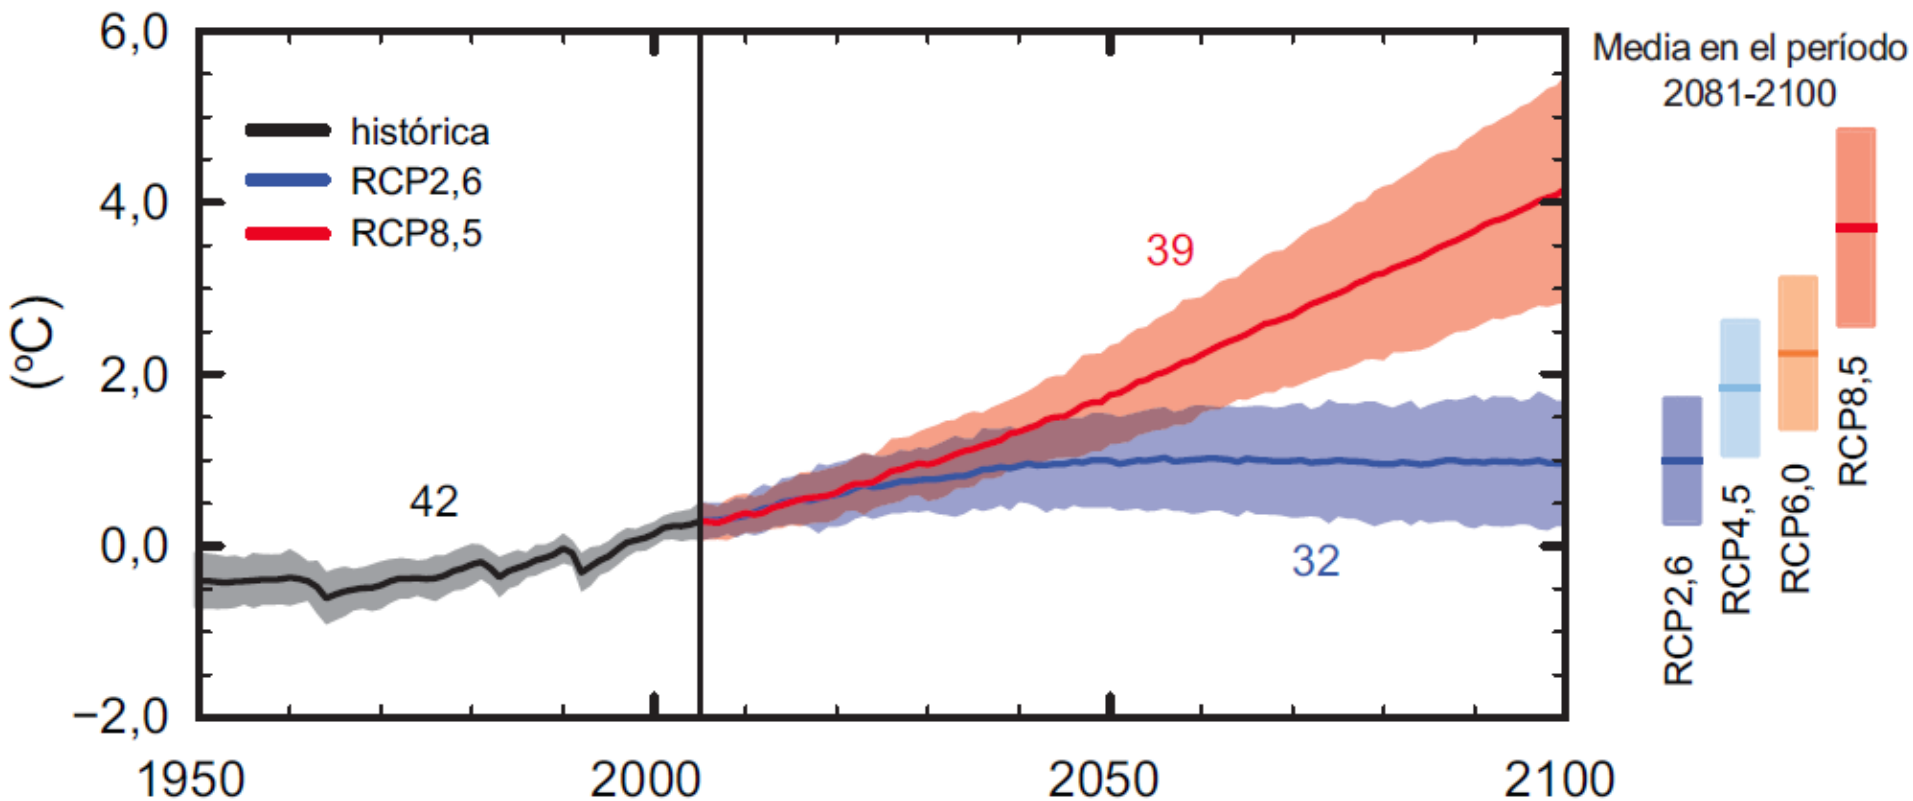 6,0
4,0
2,0
0,0
−2,0
(ºC)
histórica
RCP2,6
RCP8,5
42
39
32
1950
2000
2050
2100
Media en el período
2081-2100
RCP2,6
RCP4,5
RCP6,0
RCP8,5